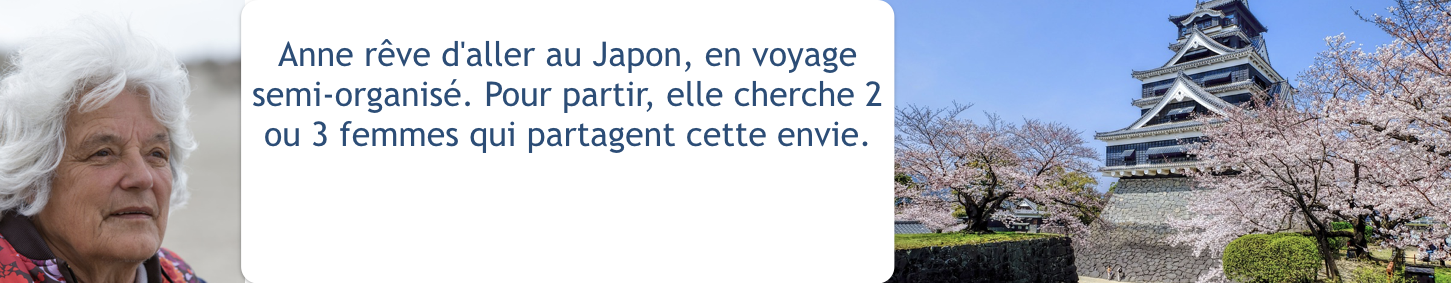 Anne rêve d'aller au Japon, en voyage
semi-organisé. Pour partir, elle cherche 2
ou 3 femmes qui partagent cette envie.